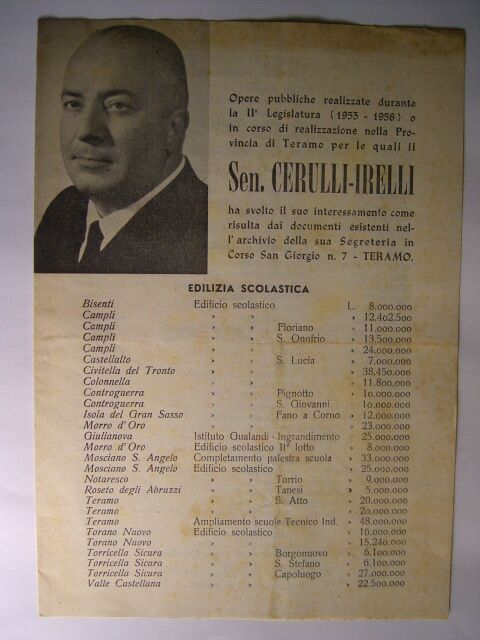 Opere pubbliche realizzate durante
la IIª Legislatura (1953 - 1958) o
in corso di realizzazione nella Pro-
vincia di Teramo per le quali il
Sen. CERULLI-IRELLI
ha svolto il suo interessamento come
risulta dai documenti esistenti nel-
l'archivio della sua Segreteria in
Corso San Giorgio n. 7 - TERAMO.
EDILIZIA SCOLASTICA
Bisenti Edificio scolastico L. 8.000.000
Campli » » » 12.402.500
Campli » » Floriano » 11.000.000
Campli » » S. Onofrio » 13.500.000
Campli » » » 24.000.000
Castellalto » » S. Lucia » 7.000.000
Civitella del Tronto » » » 38.450.000
Colonnella » » » 11.800.000
Controguerra » » Pignotto » 10.000.000
Controguerra » » S. Giovanni » 10.000.000
Isola del Gran Sasso » » Fano a Corno » 12.000.000
Morro d'Oro » » » 23.000.000
Giulianova Istituto Gualandi - Ingrandimento » 25.000.000
Morro d'Oro Edificio scolastico IIº lotto » 8.000.000
Mosciano S. Angelo Completamento palestra scuola » 33.000.000
Mosciano S. Angelo Edificio scolastico » 25.000.000
Notaresco » » Torrio » 9.000.000
Roseto degli Abruzzi » » Tanesi » 5.000.000
Teramo » » S. Atto » 20.000.000
Teramo » » » 20.000.000
Teramo Ampliamento scuole Tecnico Ind. » 48.000.000
Torano Nuovo Edificio scolastico » 16.000.000
Torano Nuovo » » » 15.240.000
Torricella Sicura » » Borgonuovo » 6.100.000
Torricella Sicura » » S. Stefano » 6.100.000
Torricella Sicura » » Capoluogo » 27.000.000
Valle Castellana » » » 22.500.000